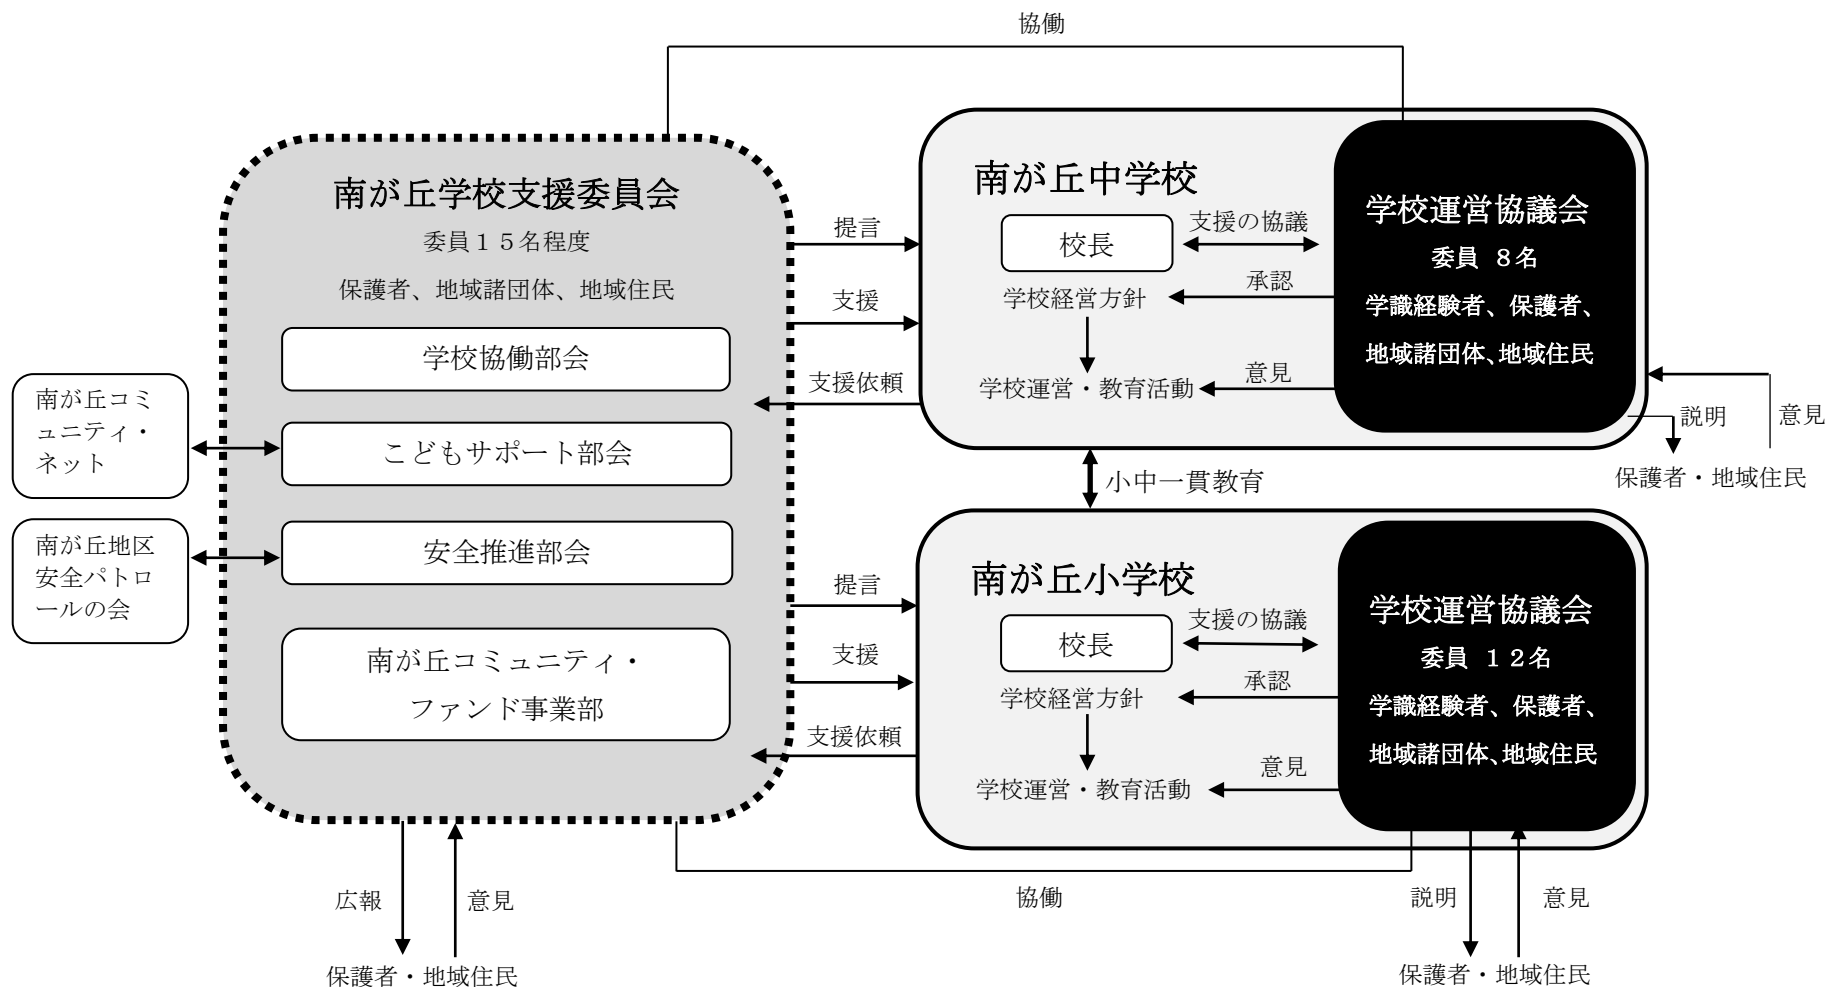 協働
南が丘学校支援委員会
委員１５名程度
保護者、地域諸団体、地域住民
学校協働部会
こどもサポート部会
安全推進部会
南が丘コミュニティ・
ファンド事業部
南が丘コミ
ュニティ・
ネット
南が丘地区
安全パトロ
ールの会
広報
意見
保護者・地域住民
提言
支援
支援依頼
南が丘中学校
校長
支援の協議
学校経営方針
承認
学校運営・教育活動
意見
学校運営協議会
委員 ８名
学識経験者、保護者、
地域諸団体、地域住民
説明
意見
保護者・地域住民
小中一貫教育
提言
支援
支援依頼
南が丘小学校
校長
支援の協議
学校経営方針
承認
学校運営・教育活動
意見
学校運営協議会
委員 １２名
学識経験者、保護者、
地域諸団体、地域住民
協働
説明
意見
保護者・地域住民